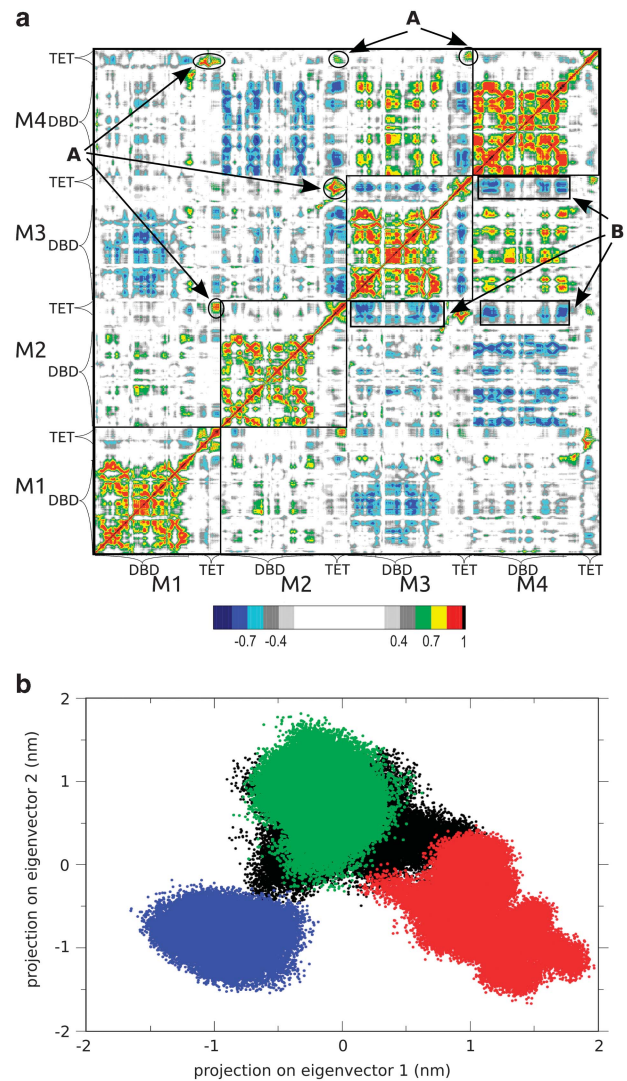 a
A
TET
M4 DBD
A
TET
M3
DBD
B
TET
M2
DBD
TET
M1
DBD
DBD TET DBD TET DBD TET DBD TET
M1 M2 M3 M4
-0.7 -0.4 0.4 0.7 1
b
2
1
0
-1
-2
projection on eigenvector 2 (nm)
-2 -1 0 1 2
projection on eigenvector 1 (nm)